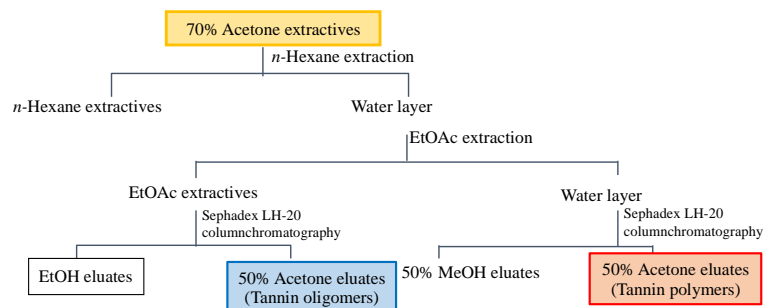 70% Acetone extractives
n-Hexane extraction
n-Hexane extractives
Water layer
EtOAc extraction
EtOAc extractives
Water layer
Sephadex LH-20
columnchromatography
Sephadex LH-20
columnchromatography
EtOH eluates
50% Acetone eluates
(Tannin oligomers)
50% MeOH eluates
50% Acetone eluates
(Tannin polymers)